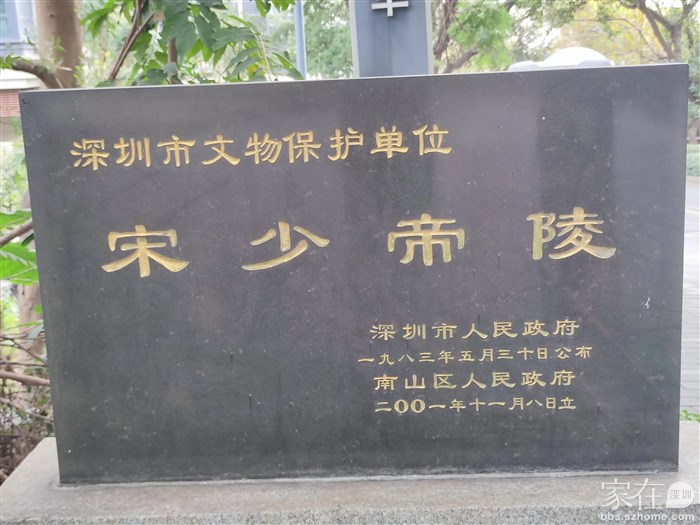 深圳市文物保护单位
宋少帝陵
深圳市人民政府
一九八三年五月三十日公布
南山区人民政府
二00一年十一月八日立
家在深圳
bbs.szhome.com